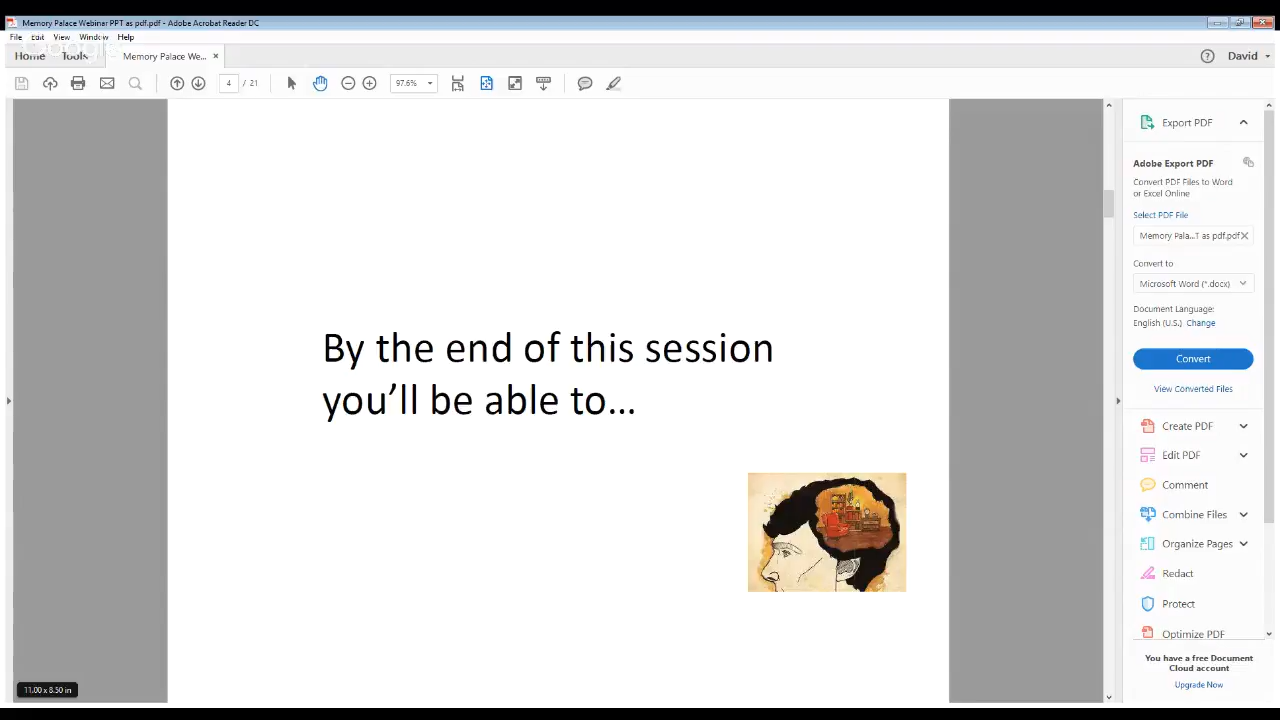 Memory Palace Webinar PPT as pdf.pdf - Adobe Acrobat Reader DC
File Edit View Window Help
Home Tools Memory Palace We... ×
David
4 / 21
97.6%
Export PDF
Adobe Export PDF
Convert PDF Files to Word
or Excel Online
Select PDF File
Memory Pala...T as pdf.pdf
Convert to
Microsoft Word (*.docx)
Document Language:
English (U.S.) Change
Convert
View Converted Files
By the end of this session
you’ll be able to...
Create PDF
Edit PDF
Comment
Combine Files
Organize Pages
Redact
Protect
Optimize PDF
You have a free Document
Cloud account
Upgrade Now
11.00 x 8.50 in